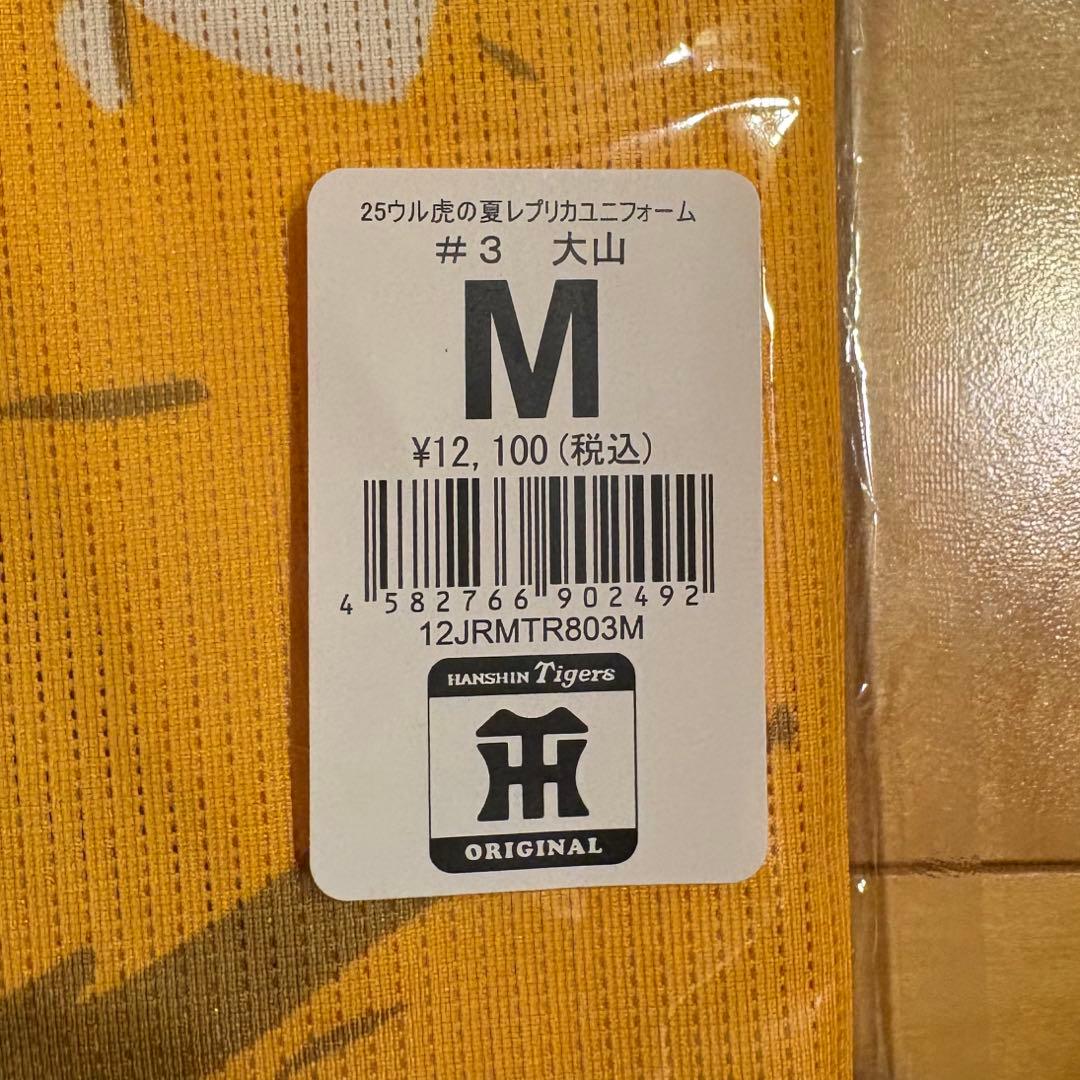 25ウル虎の夏レプリカユニフォーム
＃３　大山
M
¥12,100(税込)
4 582766 902492
12JRMTR803M
HANSHIN Tigers
ORIGINAL